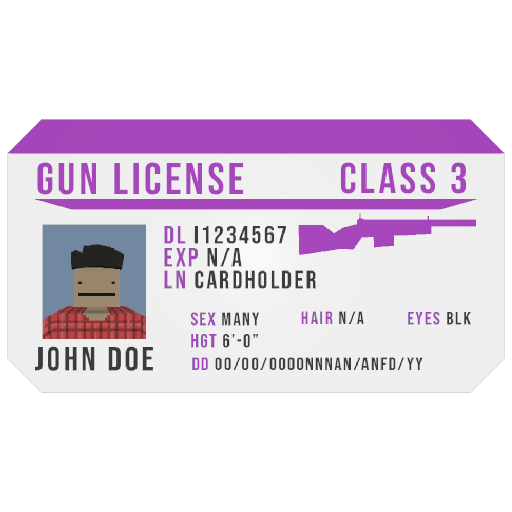 GUN LICENSE CLASS 3
DL I1234567
EXP N/A
LN CARDHOLDER
SEX MANY HAIR N/A EYES BLK
HGT 6'-0"
JOHN DOE
DD 00/00/0000NNNAN/ANFD/YY